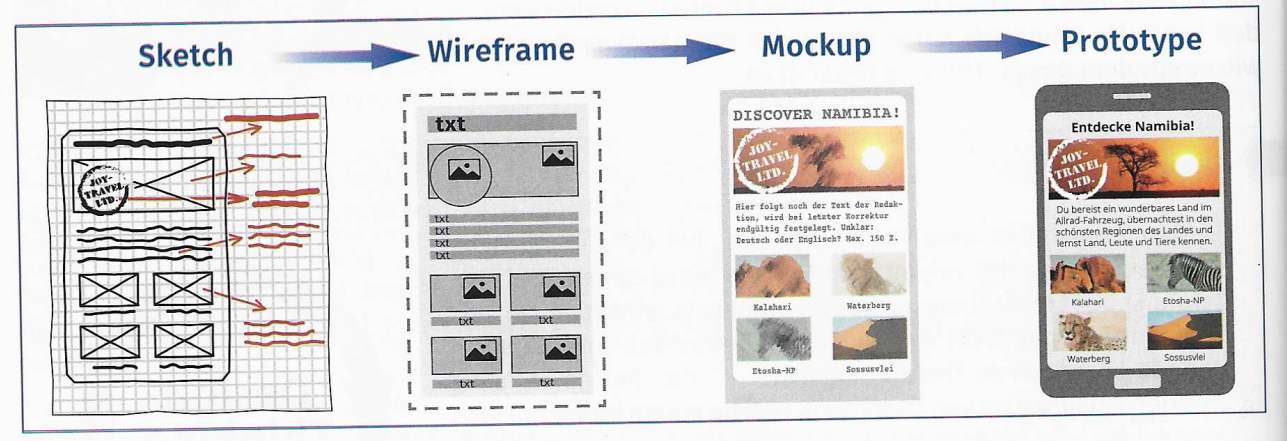 Sketch
Wireframe
Mockup
Prototype
JOY-
TRAVEL
LTD.
txt
txt
txt
txt
txt
txt
txt
txt
txt
DISCOVER NAMIBIA!
JOY-
TRAVEL
LTD.
Hier folgt noch der Text der Redak-
tion, wird bei letzter Korrektur
endgültig festgelegt. Unklar:
Deutsch oder Englisch? Max. 150 Z.
Kalahari
Waterberg
Etosha-NP
Sossusvlei
Entdecke Namibia!
JOY-
TRAVEL
LTD.
Du bereist ein wunderbares Land im
Allrad-Fahrzeug, übernachtest in den
schönsten Regionen des Landes und
lernst Land, Leute und Tiere kennen.
Kalahari
Etosha-NP
Waterberg
Sossusvlei